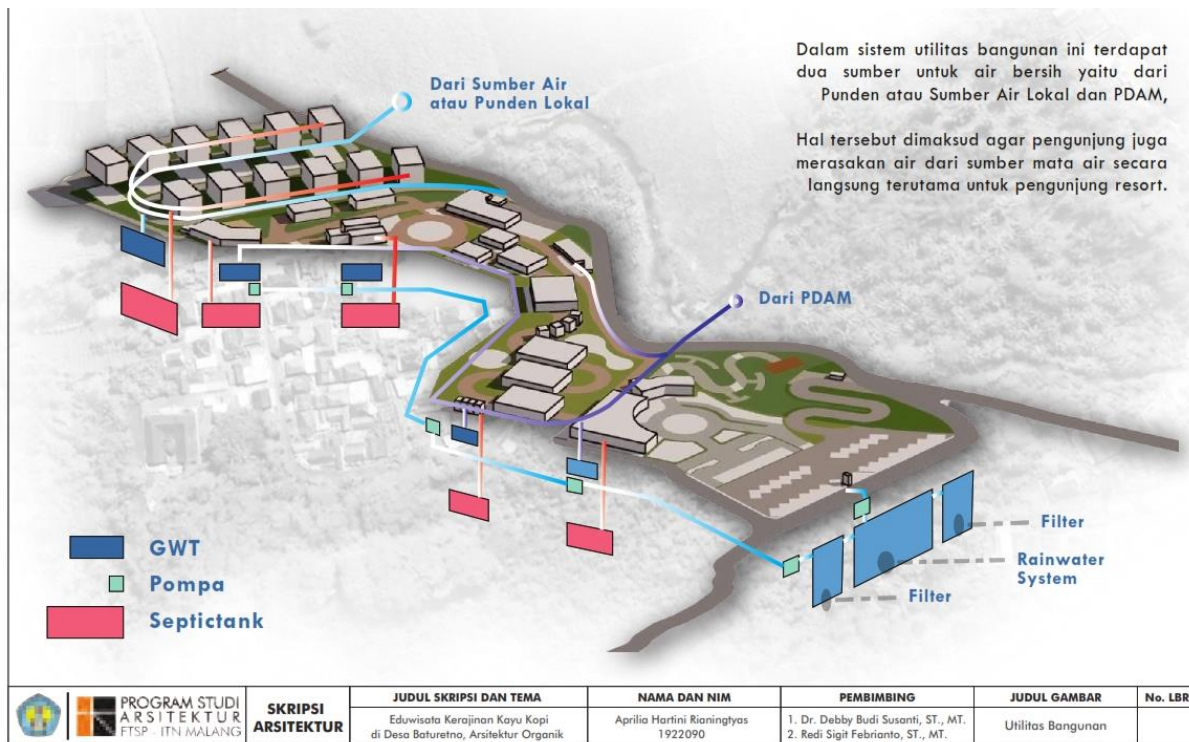 Dalam sistem utilitas bangunan ini terdapat
dua sumber untuk air bersih yaitu dari
Punden atau Sumber Air Lokal dan PDAM,
Hal tersebut dimaksud agar pengunjung juga
merasakan air dari sumber mata air secara
langsung terutama untuk pengunjung resort.
Dari Sumber Air
atau Punden Lokal
Dari PDAM
Filter
Rainwater
System
Filter
GWT
Pompa
Septictank
PROGRAM STUDI
ARSITEKTUR
FTSP - ITN MALANG
SKRIPSI
ARSITEKTUR
JUDUL SKRIPSI DAN TEMA
Eduwisata Kerajinan Kayu Kopi
di Desa Baturetno, Arsitektur Organik
NAMA DAN NIM
Aprilia Hartini Rianingtyas
1922090
PEMBIMBING
1. Dr. Debby Budi Susanti, ST., MT.
2. Redi Sigit Febrianto, ST., MT.
JUDUL GAMBAR
Utilitas Bangunan
No. LBR